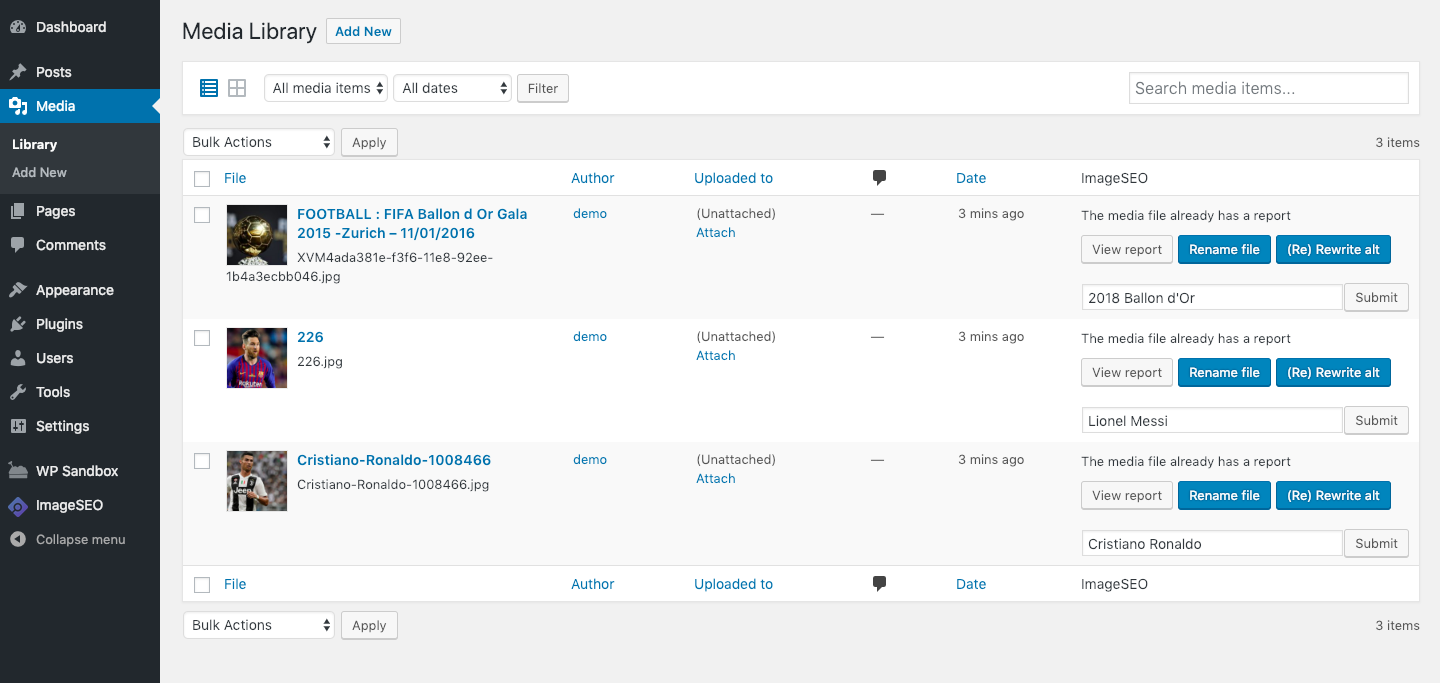 Dashboard
Posts
Media
Library
Add New
Pages
Comments
Appearance
Plugins
Users
Tools
Settings
WP Sandbox
ImageSEO
Collapse menu
Media Library Add New
All media items All dates Filter Search media items...
Bulk Actions Apply 3 items
File Author Uploaded to Date ImageSEO
FOOTBALL : FIFA Ballon d Or Gala demo (Unattached) — 3 mins ago The media file already has a report
2015 -Zurich – 11/01/2016 Attach
XVM4ada381e-f3f6-11e8-92ee- View report Rename file (Re) Rewrite alt
1b4a3ecbb046.jpg
2018 Ballon d'Or Submit
226 demo (Unattached) — 3 mins ago The media file already has a report
226.jpg Attach
Rakuten
View report Rename file (Re) Rewrite alt
Lionel Messi Submit
Cristiano-Ronaldo-1008466 demo (Unattached) — 3 mins ago The media file already has a report
Cristiano-Ronaldo-1008466.jpg Attach
Jeep
View report Rename file (Re) Rewrite alt
Cristiano Ronaldo Submit
File Author Uploaded to Date ImageSEO
Bulk Actions Apply 3 items